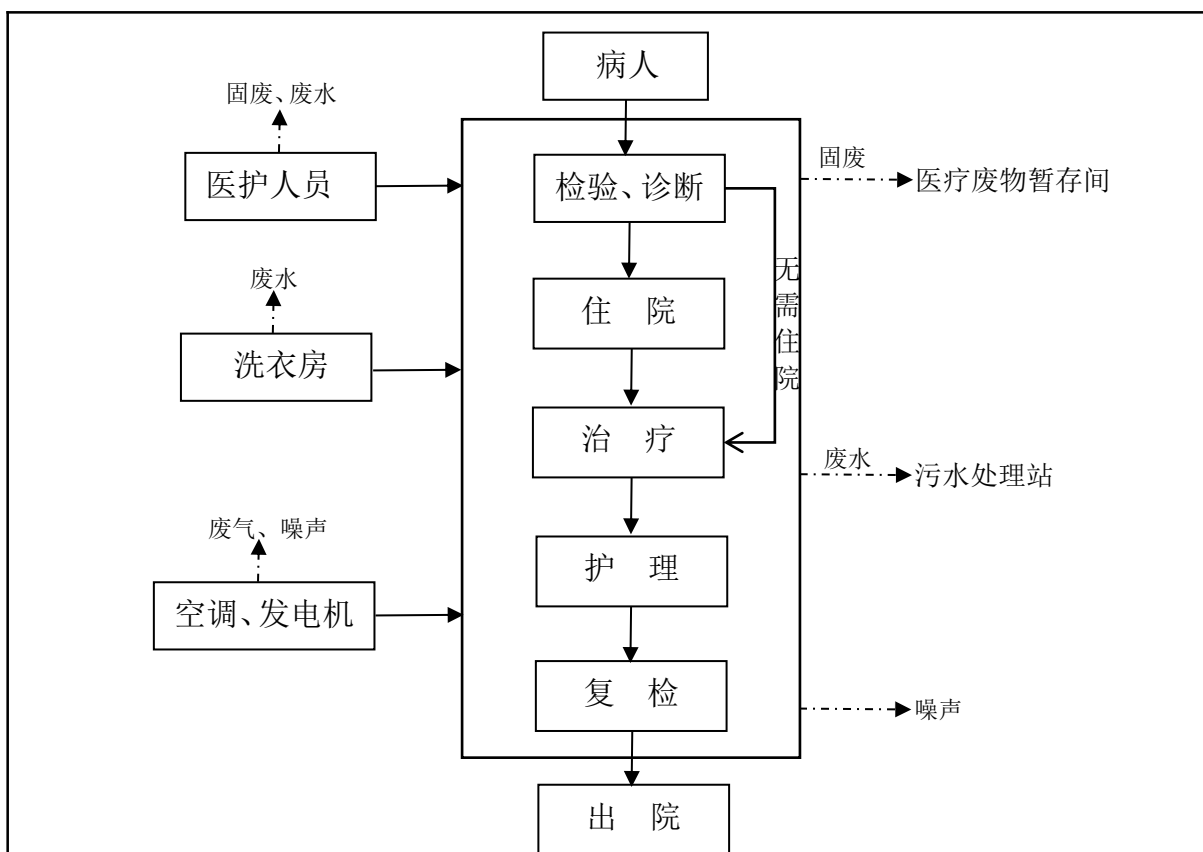 病人
固废、废水
医护人员
检验、诊断
固废
医疗废物暂存间
废水
洗衣房
住 院
无需住院
治 疗
废水
污水处理站
废气、噪声
空调、发电机
护 理
复 检
噪声
出 院